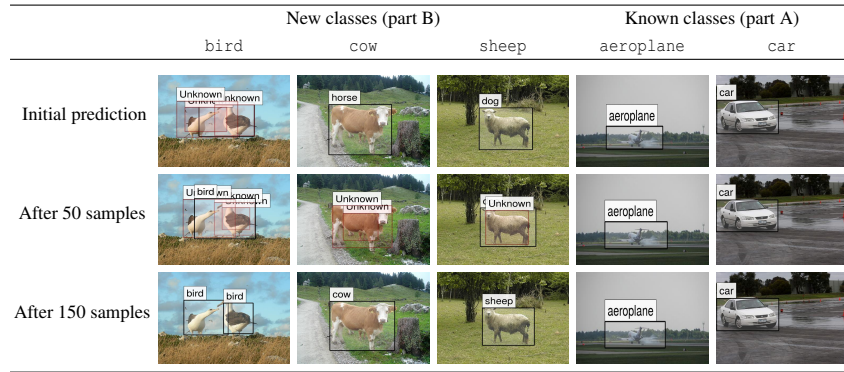 New classes (part B) Known classes (part A)
bird cow sheep aeroplane car
Initial prediction
Unknown
Unknown
horse
dog
aeroplane
car
After 50 samples
bird
Unknown
Unknown
Unknown
Unknown
aeroplane
car
After 150 samples
bird
bird
cow
sheep
aeroplane
car